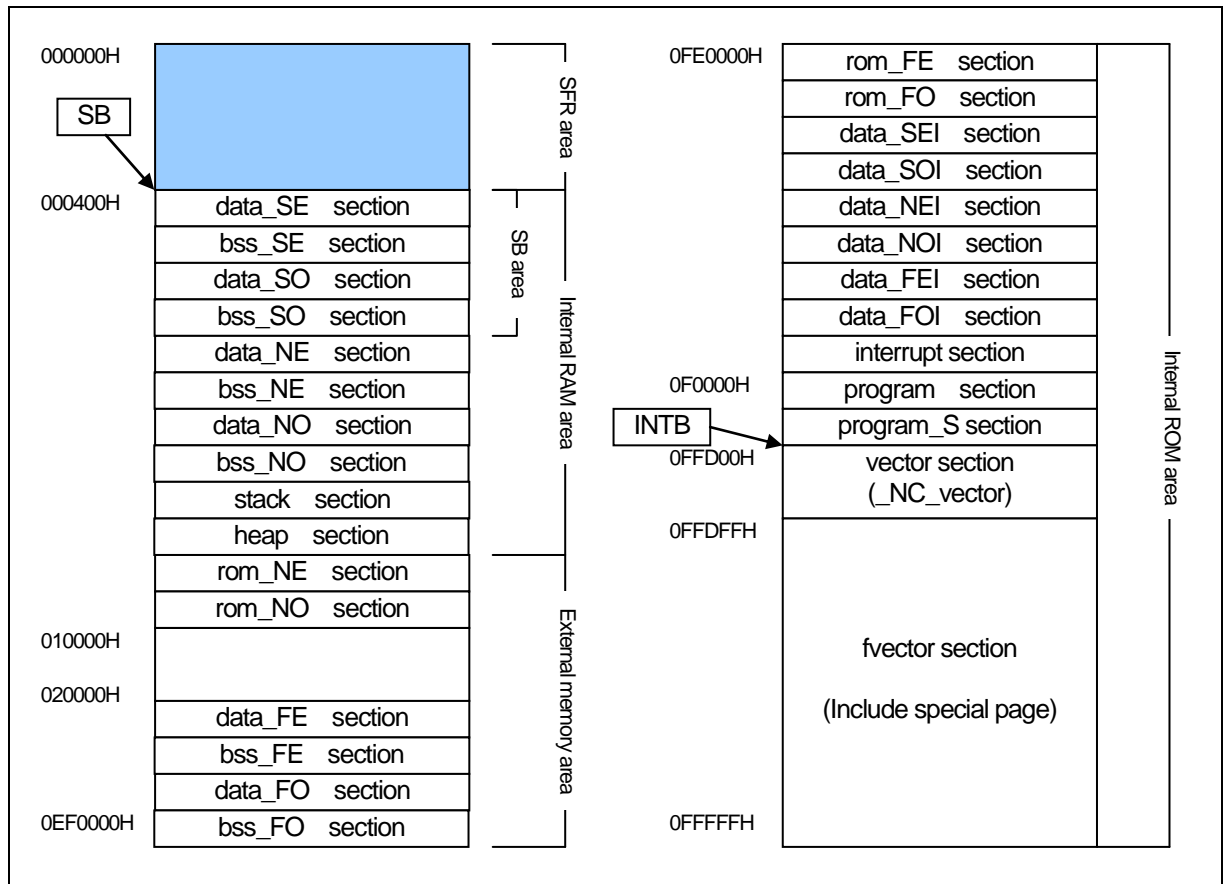 000000H
SB
000400H
data_SE section
bss_SE section
data_SO section
bss_SO section
data_NE section
bss_NE section
data_NO section
bss_NO section
stack section
heap section
rom_NE section
rom_NO section
010000H
020000H
data_FE section
bss_FE section
data_FO section
0EF0000H
bss_FO section
SFR area
SB area
Internal RAM area
External memory area
0FE0000H
rom_FE section
rom_FO section
data_SEI section
data_SOI section
data_NEI section
data_NOI section
data_FEI section
data_FOI section
interrupt section
0F0000H
program section
INTB
program_S section
0FFD00H
vector section
(_NC_vector)
0FFDFFH
fvector section
(Include special page)
0FFFFFH
Internal ROM area